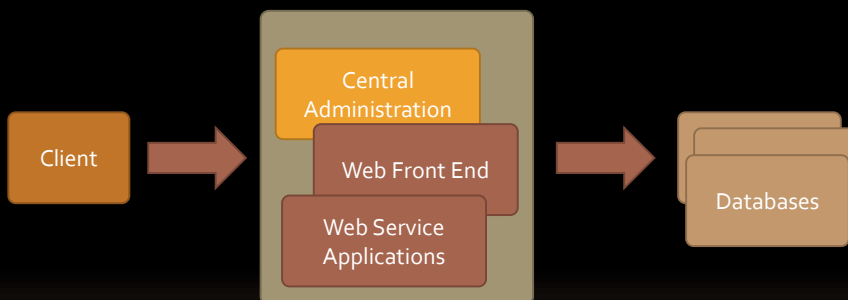 Client
Central
Administration
Web Front End
Web Service
Applications
Databases